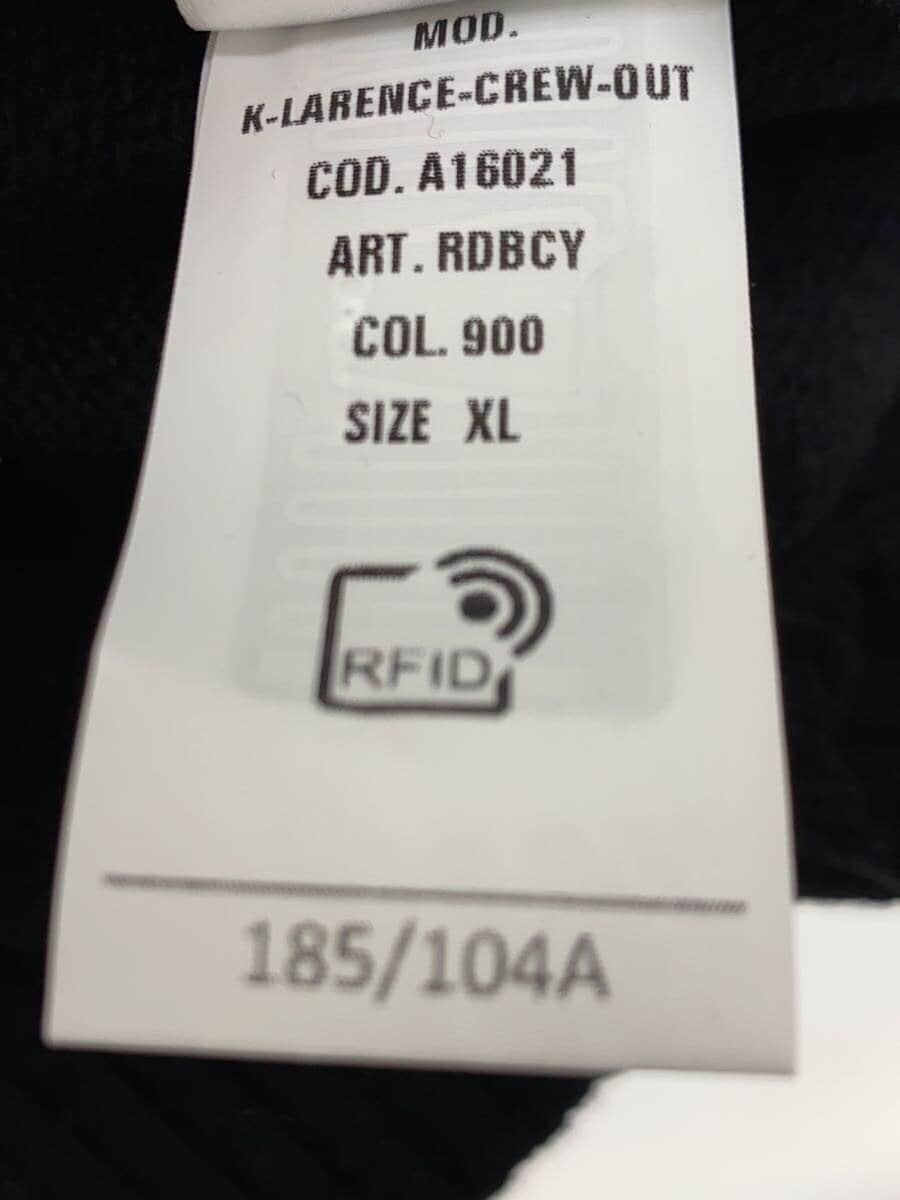 MOD.
K-LARENCE-CREW-OUT
COD. A16021
ART. RDBCY
COL. 900
SIZE XL
RFID
185/104A